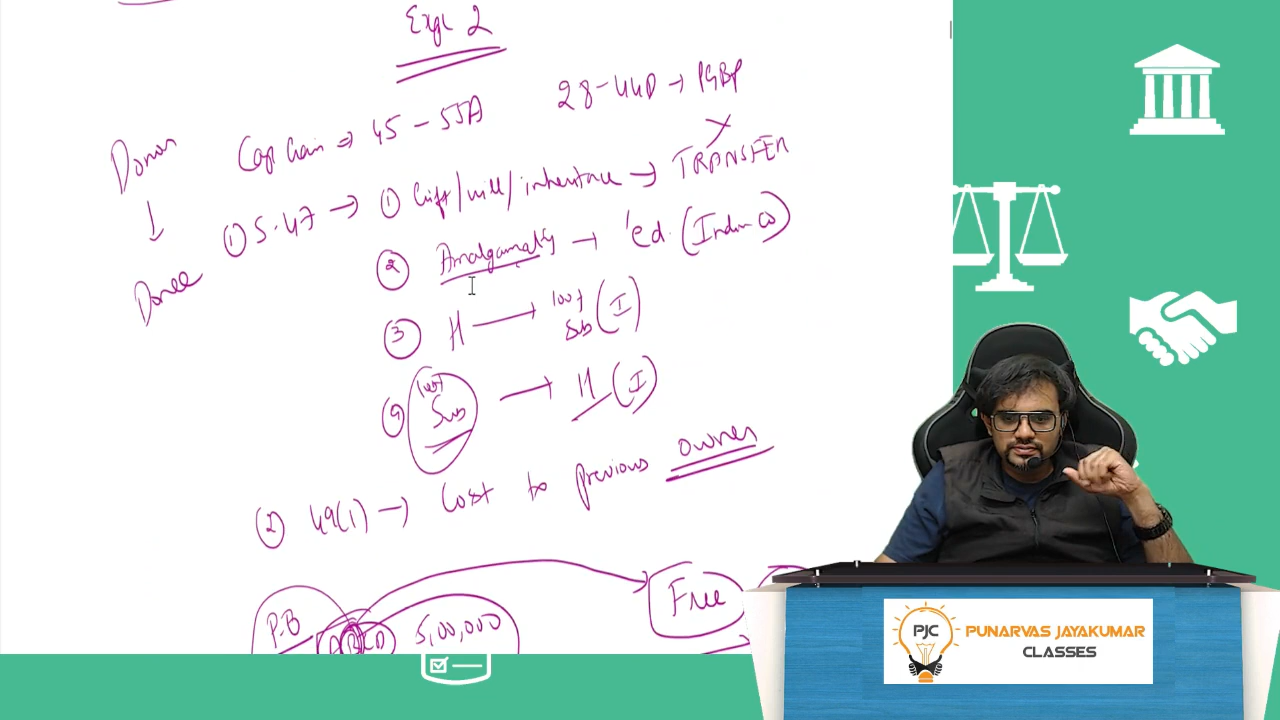 Expl 2
28-44D → PGBP
Cap Gain ⇒ 45-55A
Donor
↓
Donee
① S.47 → ① Gift/will/inheritance → TRANSFER
X
② Amalgamating → 'ed. (Indian Co)
③ H → 100% Sub (I)
④ 100% Sub → H (I)
② 49(1) → Cost to previous owner
P.B
5,00,000
Free
PJC
PUNARVAS JAYAKUMAR
CLASSES